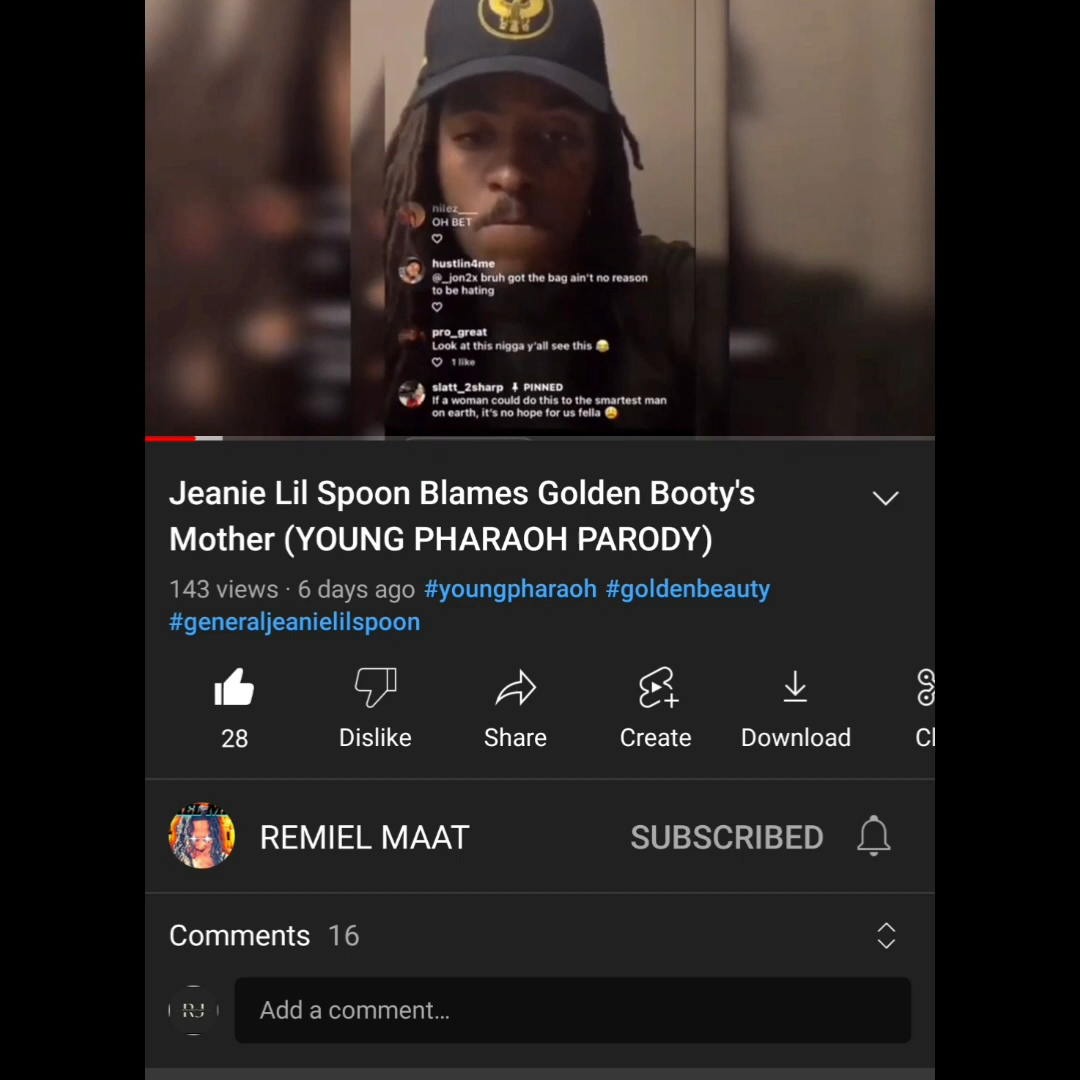 nilez___
OH BET
hustlin4me
@_jon2x bruh got the bag ain't no reason
to be hating
pro_great
Look at this nigga y'all see this 😂
1 like
slatt_2sharp PINNED
If a woman could do this to the smartest man
on earth, it's no hope for us fella 😩
Jeanie Lil Spoon Blames Golden Booty's
Mother (YOUNG PHARAOH PARODY)
143 views · 6 days ago #youngpharaoh #goldenbeauty
#generaljeanielilspoon
28 Dislike Share Create Download Cl
REMIEL MAAT SUBSCRIBED
Comments 16
RJ Add a comment...